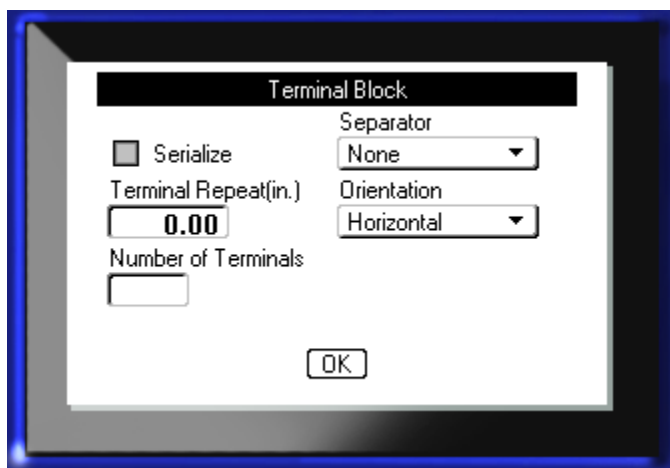 Terminal Block
Separator
Serialize
None
Terminal Repeat(in.)
Orientation
0.00
Horizontal
Number of Terminals
OK